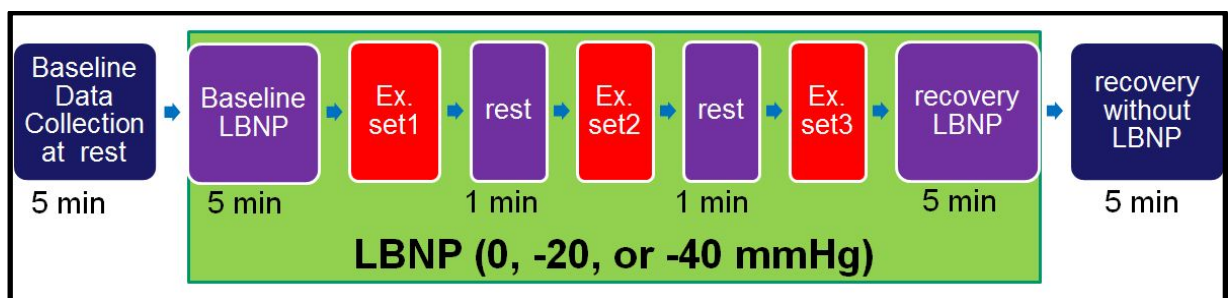 Baseline
Data
Collection
at rest
5 min
Baseline
LBNP
5 min
Ex.
set1
rest
1 min
Ex.
set2
rest
1 min
Ex.
set3
recovery
LBNP
5 min
recovery
without
LBNP
5 min
LBNP (0, -20, or -40 mmHg)